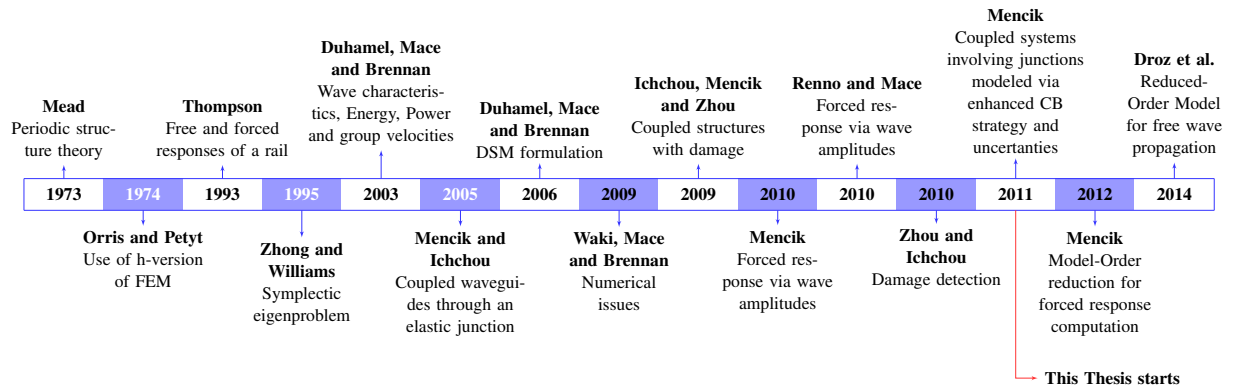 Mead
Periodic struc-
ture theory
Thompson
Free and forced
responses of a rail
Duhamel, Mace
and Brennan
Wave characteris-
tics, Energy, Power
and group velocities
Duhamel, Mace
and Brennan
DSM formulation
Ichchou, Mencik
and Zhou
Coupled structures
with damage
Renno and Mace
Forced res-
ponse via wave
amplitudes
Mencik
Coupled systems
involving junctions
modeled via
enhanced CB
strategy and
uncertanties
Droz et al.
Reduced-
Order Model
for free wave
propagation
1973 1974 1993 1995 2003 2005 2006 2009 2009 2010 2010 2010 2011 2012 2014
Orris and Petyt
Use of h-version
of FEM
Zhong and
Williams
Symplectic
eigenproblem
Mencik and
Ichchou
Coupled wavegui-
des through an
elastic junction
Waki, Mace
and Brennan
Numerical
issues
Mencik
Forced res-
ponse via wave
amplitudes
Zhou and
Ichchou
Damage detection
Mencik
Model-Order
reduction for
forced response
computation
This Thesis starts